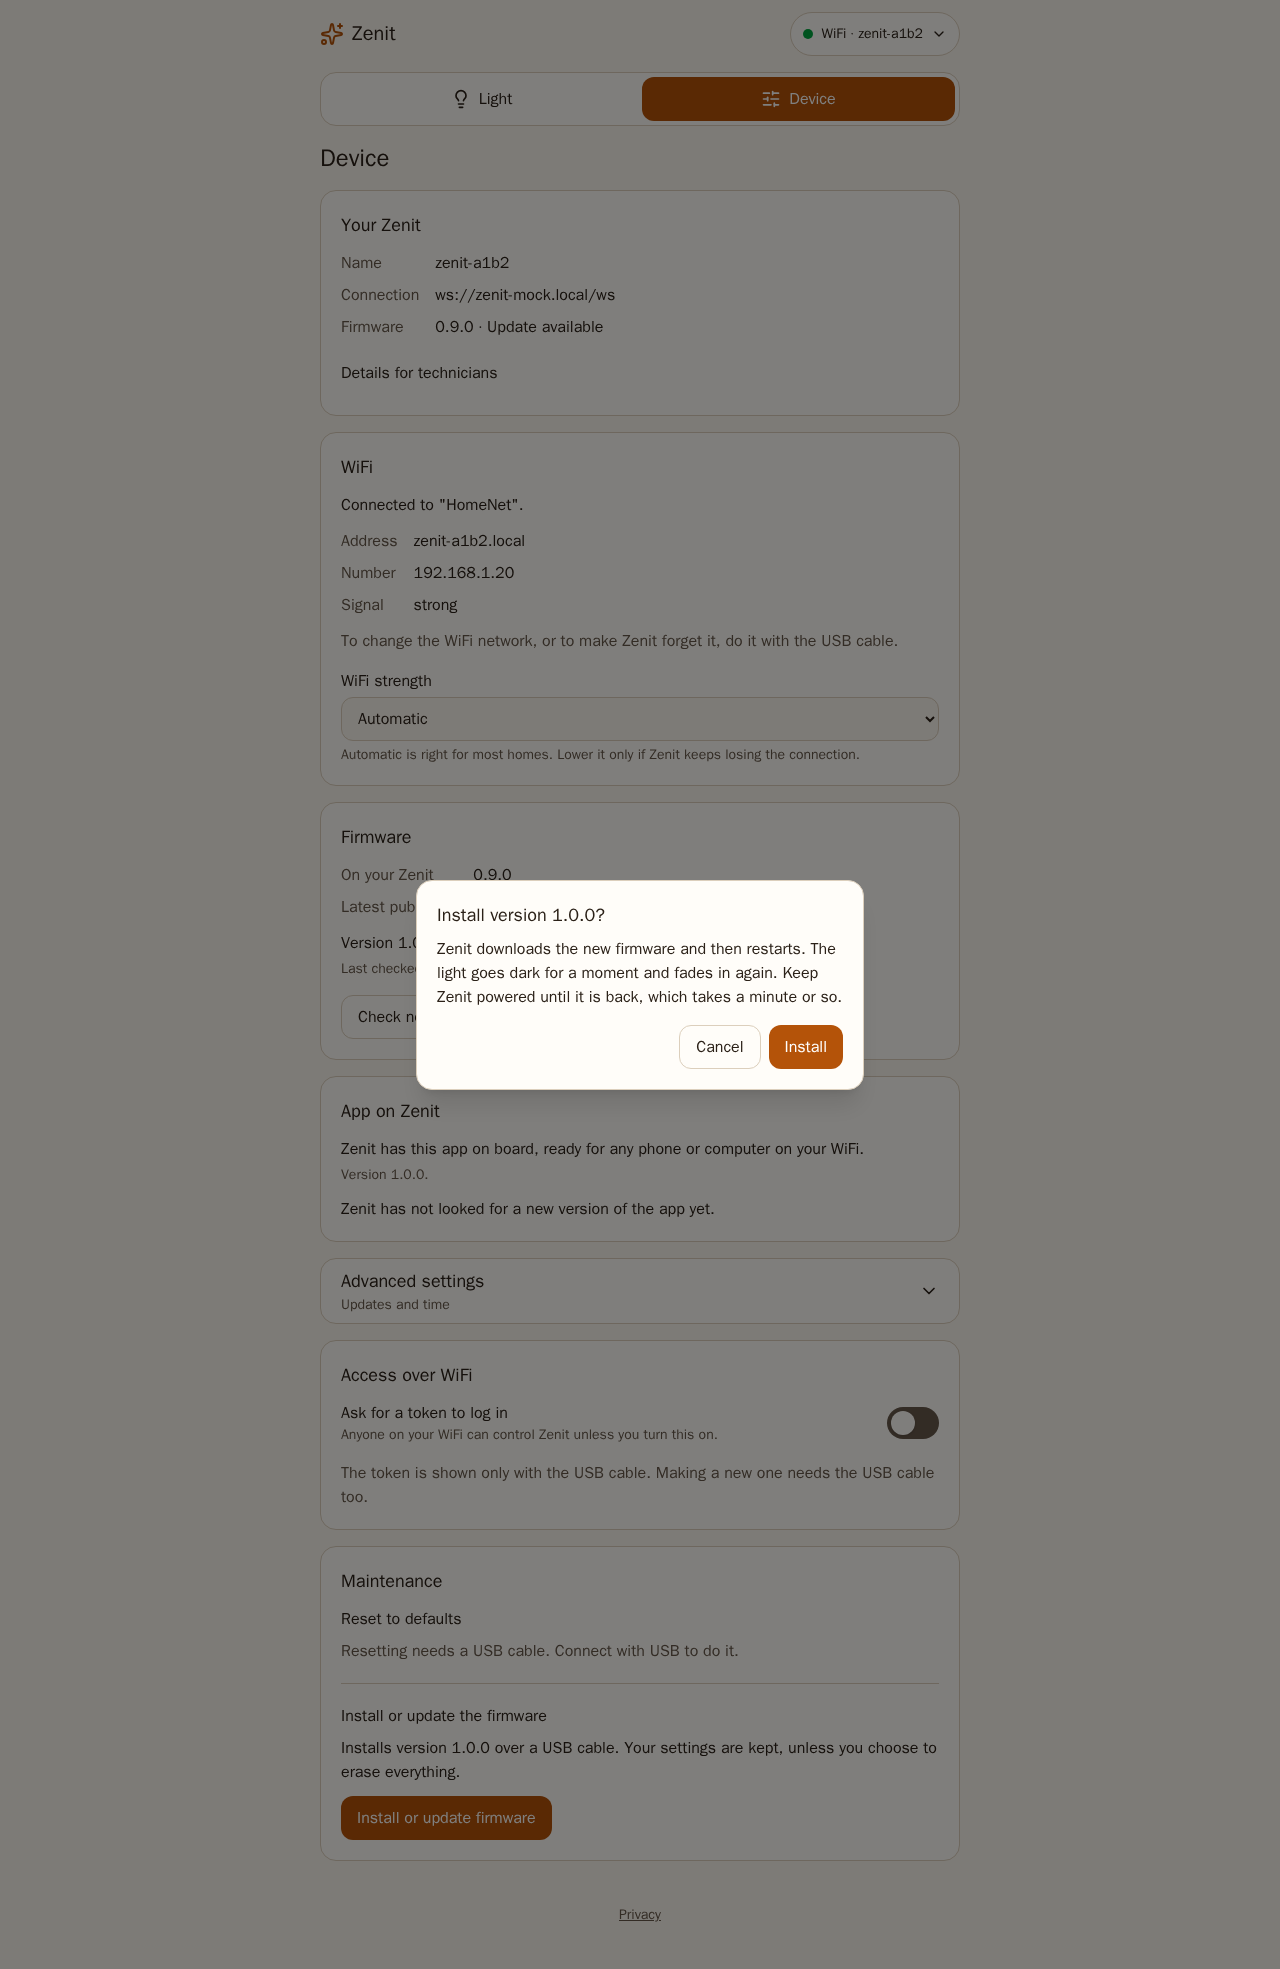 Zenit
WiFi · zenit-a1b2
Light
Device
Device
Your Zenit
Name zenit-a1b2
Connection ws://zenit-mock.local/ws
Firmware 0.9.0 · Update available
Details for technicians
WiFi
Connected to "HomeNet".
Address zenit-a1b2.local
Number 192.168.1.20
Signal strong
To change the WiFi network, or to make Zenit forget it, do it with the USB cable.
WiFi strength
Automatic
Automatic is right for most homes. Lower it only if Zenit keeps losing the connection.
Firmware
On your Zenit 0.9.0
Latest
Version
Last
Check
Install version 1.0.0?
Zenit downloads the new firmware and then restarts. The
light goes dark for a moment and fades in again. Keep
Zenit powered until it is back, which takes a minute or so.
Cancel
Install
App on Zenit
Zenit has this app on board, ready for any phone or computer on your WiFi.
Version 1.0.0.
Zenit has not looked for a new version of the app yet.
Advanced settings
Updates and time
Access over WiFi
Ask for a token to log in
Anyone on your WiFi can control Zenit unless you turn this on.
The token is shown only with the USB cable. Making a new one needs the USB cable
too.
Maintenance
Reset to defaults
Resetting needs a USB cable. Connect with USB to do it.
Install or update the firmware
Installs version 1.0.0 over a USB cable. Your settings are kept, unless you choose to
erase everything.
Install or update firmware
Privacy